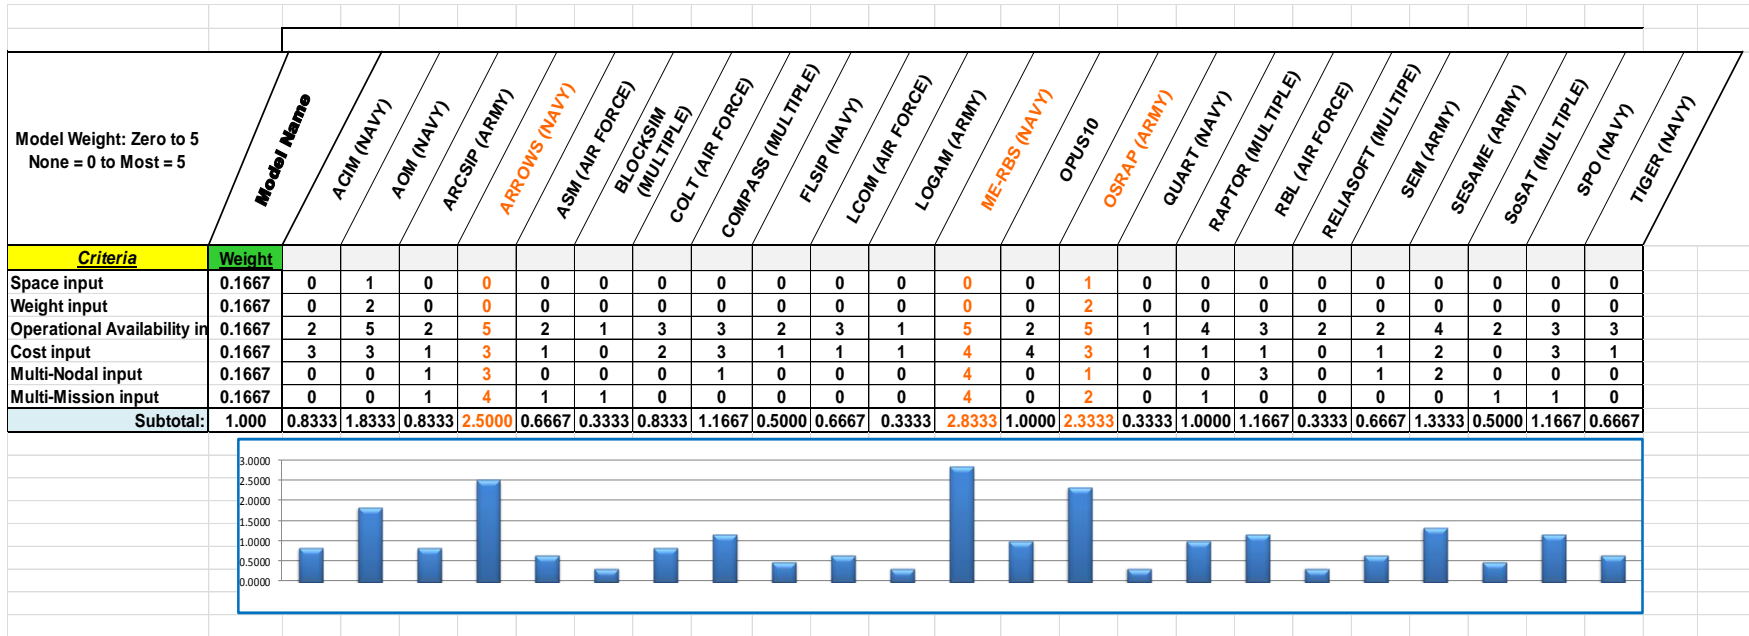 Model Weight: Zero to 5
None = 0 to Most = 5
Model Name
ACIM (NAVY)
AOM (NAVY)
ARCSIP (ARMY)
ARROWS (NAVY)
ASM (AIR FORCE)
BLOCKSIM
(MULTIPLE)
COLT (AIR FORCE)
COMPASS (MULTIPLE)
FLSIP (NAVY)
LCOM (AIR FORCE)
LOGAM (ARMY)
ME-RBS (NAVY)
OPUS10
OSRAP (ARMY)
QUART (NAVY)
RAPTOR (MULTIPLE)
RBL (AIR FORCE)
RELIASOFT (MULTIPE)
SEM (ARMY)
SESAME (ARMY)
SoSAT (MULTIPLE)
SPO (NAVY)
TIGER (NAVY)
Criteria Weight
Space input 0.1667 0 1 0 0 0 0 0 0 0 0 0 0 0 1 0 0 0 0 0 0 0 0 0
Weight input 0.1667 0 2 0 0 0 0 0 0 0 0 0 0 0 2 0 0 0 0 0 0 0 0 0
Operational Availability in 0.1667 2 5 2 5 2 1 3 3 2 3 1 5 2 5 1 4 3 2 2 4 2 3 3
Cost input 0.1667 3 3 1 3 1 0 2 3 1 1 1 4 4 3 1 1 1 0 1 2 0 3 1
Multi-Nodal input 0.1667 0 0 1 3 0 0 0 1 0 0 0 4 0 1 0 0 3 0 1 2 0 0 0
Multi-Mission input 0.1667 0 0 1 4 1 1 0 0 0 0 0 4 0 2 0 1 0 0 0 0 1 1 0
Subtotal: 1.000 0.8333 1.8333 0.8333 2.5000 0.6667 0.3333 0.8333 1.1667 0.5000 0.6667 0.3333 2.8333 1.0000 2.3333 0.3333 1.0000 1.1667 0.3333 0.6667 1.3333 0.5000 1.1667 0.6667
3.0000
2.5000
2.0000
1.5000
1.0000
0.5000
0.0000